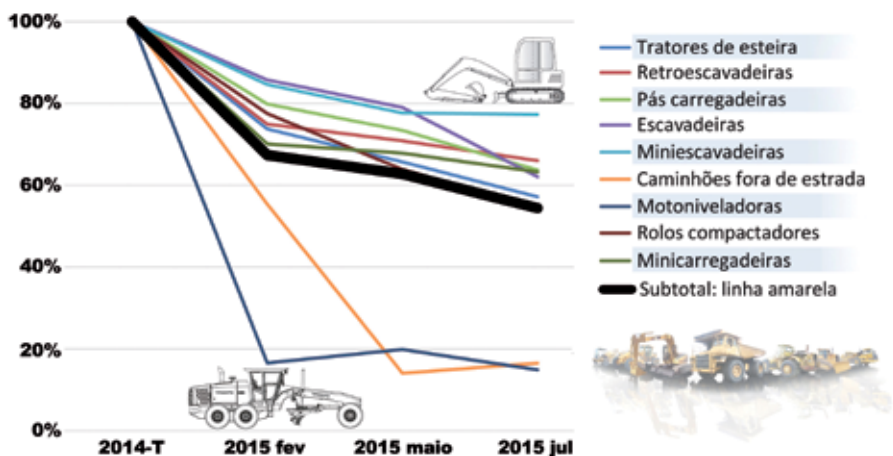 100%
80%
60%
40%
20%
0%
2014-T 2015 fev 2015 maio 2015 jul
Tratores de esteira
Retroescavadeiras
Pás carregadeiras
Escavadeiras
Miniescavadeiras
Caminhões fora de estrada
Motoniveladoras
Rolos compactadores
Minicarregadeiras
Subtotal: linha amarela